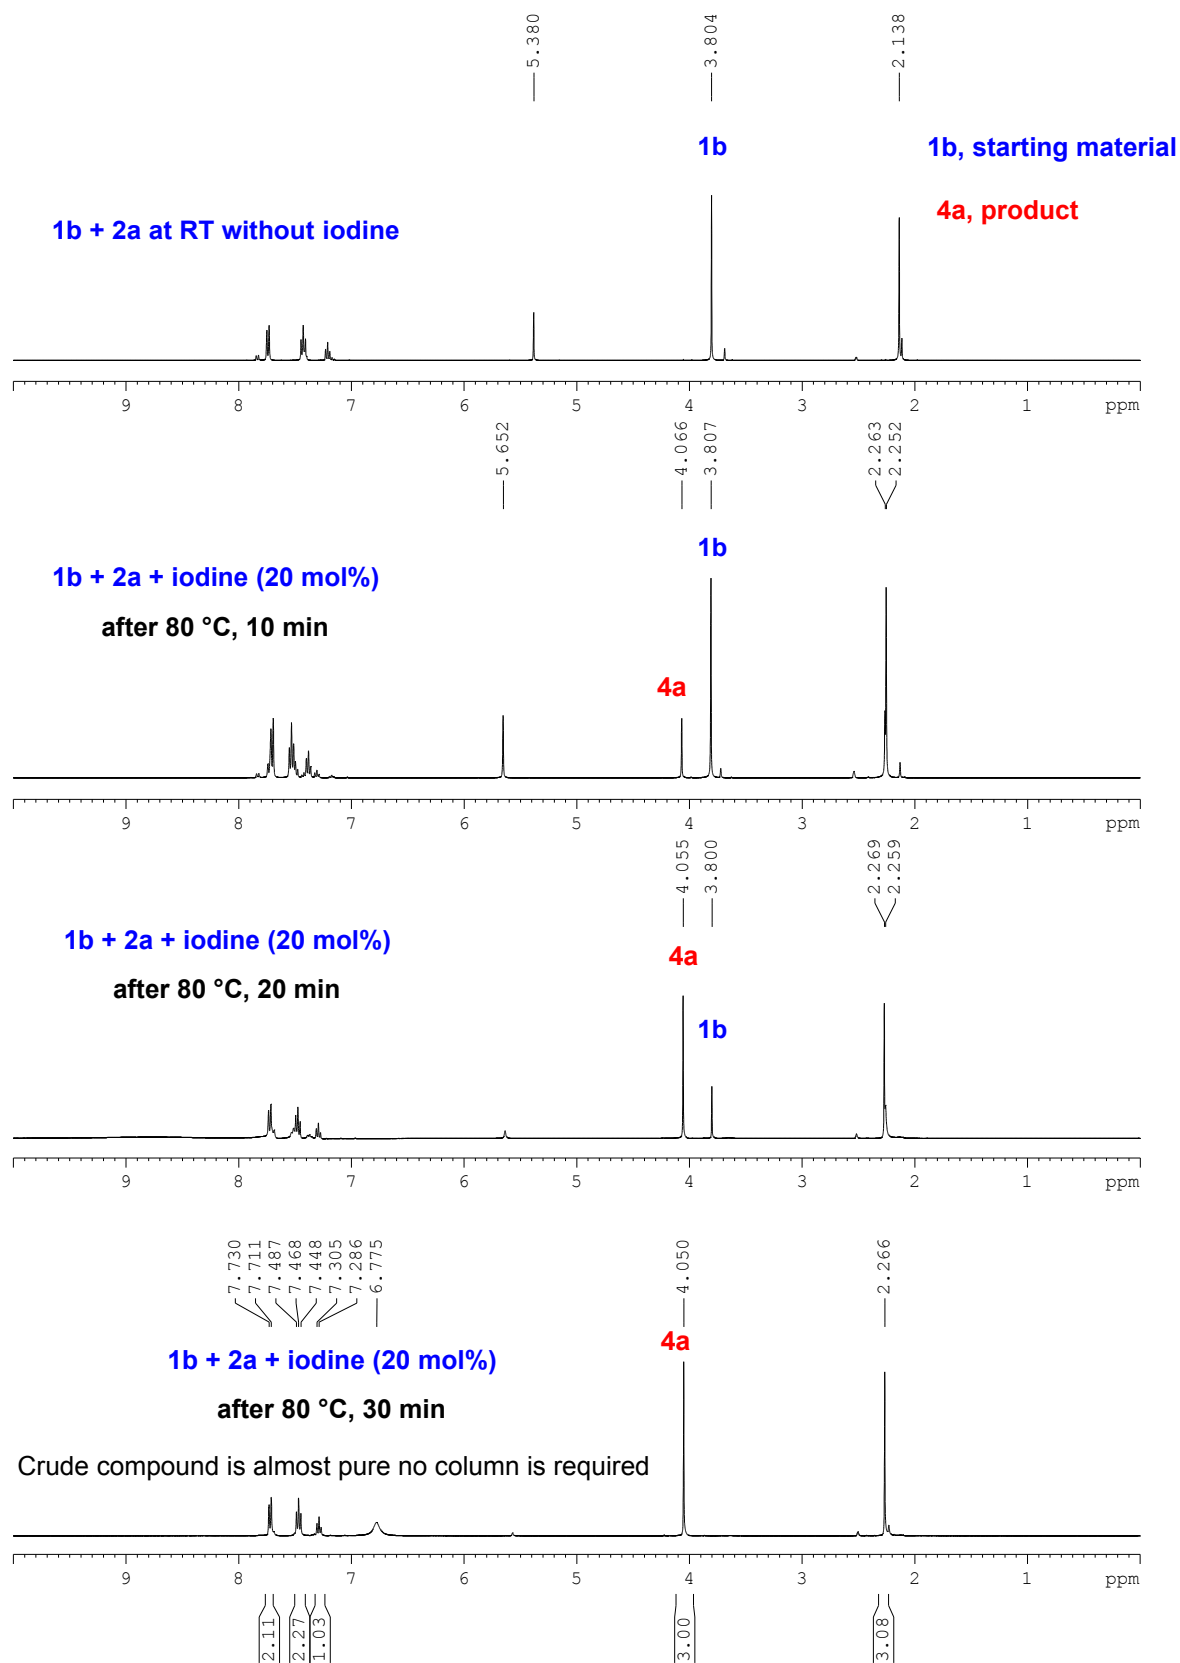 5.380
3.804
2.138
1b
1b, starting material
4a, product
1b + 2a at RT without iodine
9 8 7 6 5 4 3 2 1 ppm
5.652
4.066
3.807
2.263
2.252
1b
1b + 2a + iodine (20 mol%)
after 80 °C, 10 min
4a
9 8 7 6 5 4 3 2 1 ppm
4.055
3.800
2.269
2.259
1b + 2a + iodine (20 mol%)
4a
after 80 °C, 20 min
1b
9 8 7 6 5 4 3 2 1 ppm
7.730
7.711
7.487
7.468
7.448
7.305
7.286
6.775
4.050
2.266
4a
1b + 2a + iodine (20 mol%)
after 80 °C, 30 min
Crude compound is almost pure no column is required
9 8 7 6 5 4 3 2 1 ppm
2.11
2.27
1.03
3.00
3.08